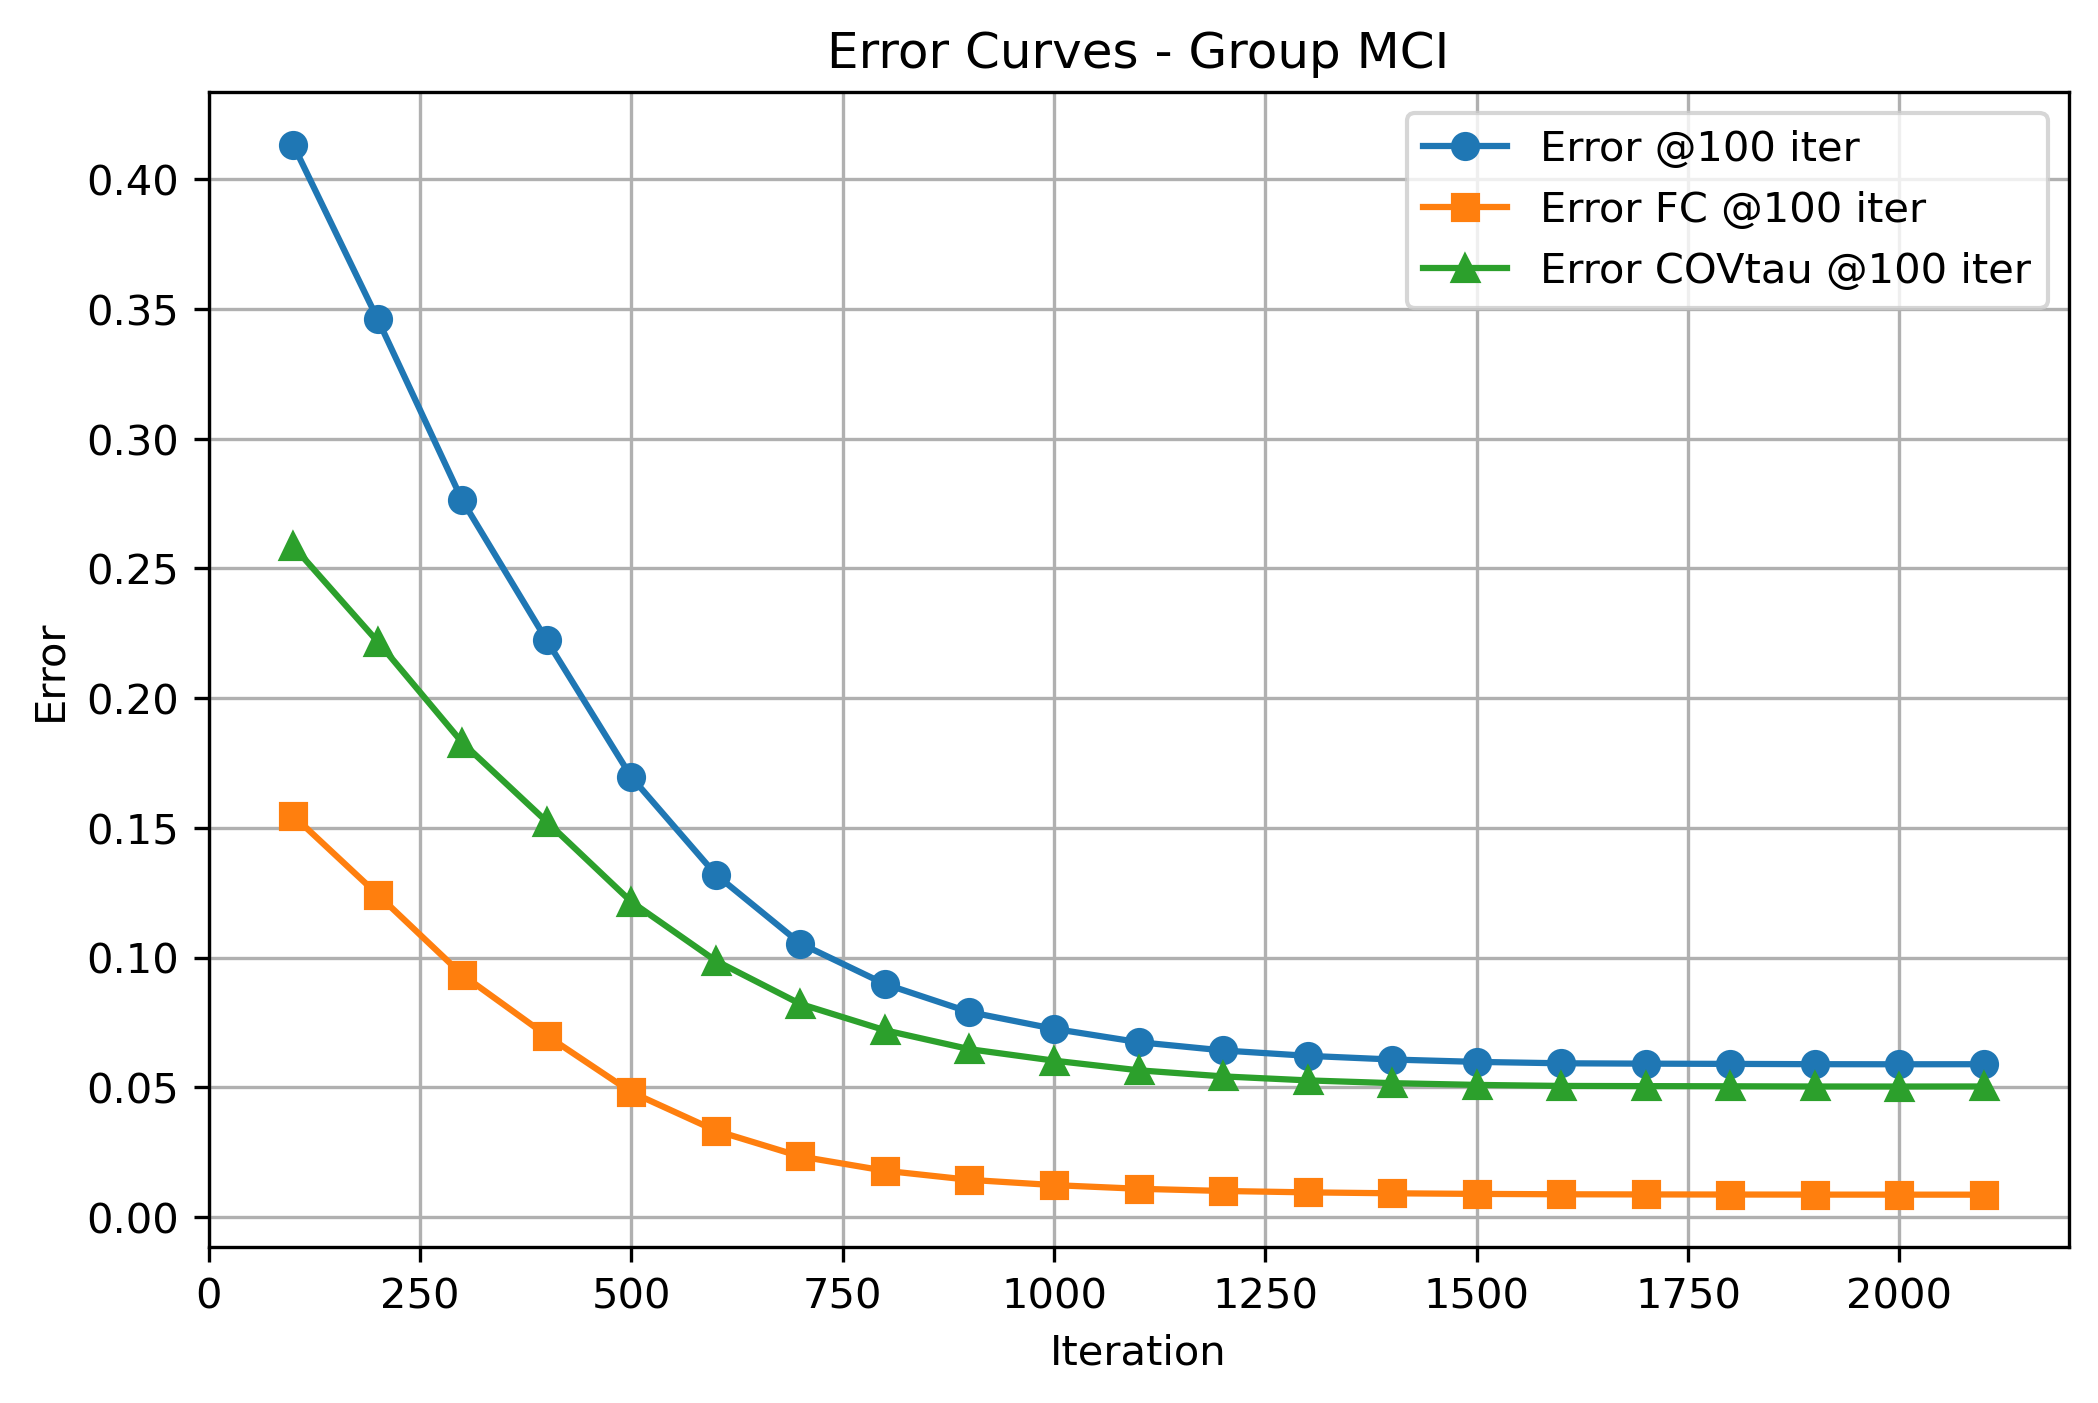 Error Curves - Group MCI
Error @100 iter
Error FC @100 iter
Error COVtau @100 iter
0.40
0.35
0.30
0.25
0.20
0.15
0.10
0.05
0.00
Error
0 250 500 750 1000 1250 1500 1750 2000
Iteration